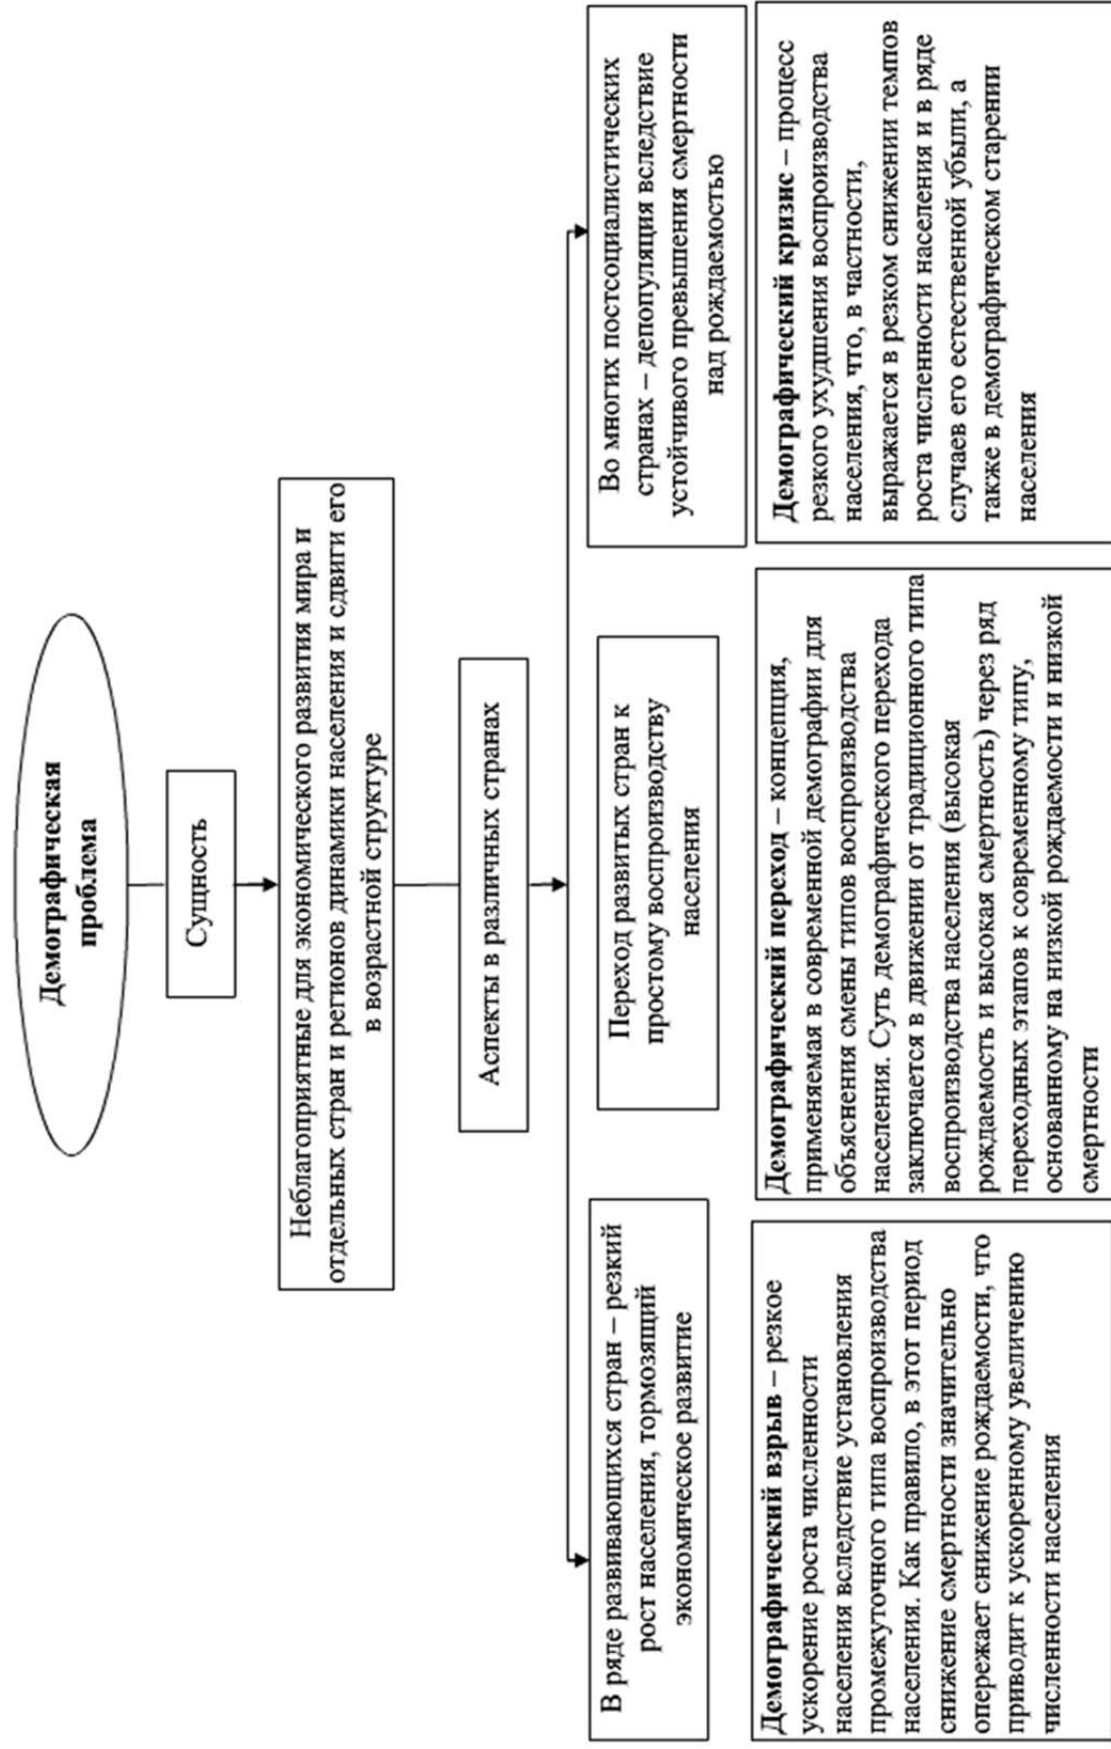 Демографическая
проблема
Сущность
Неблагоприятные для экономического развития мира и
отдельных стран и регионов динамики населения и сдвиги его
в возрастной структуре
Аспекты в различных странах
В ряде развивающихся стран – резкий
рост населения, тормозящий
экономическое развитие
Переход развитых стран к
простому воспроизводству
населения
Во многих постсоциалистических
странах – депопуляция вследствие
устойчивого превышения смертности
над рождаемостью
Демографический взрыв – резкое
ускорение роста численности
населения вследствие установления
промежуточного типа воспроизводства
населения. Как правило, в этот период
снижение смертности значительно
опережает снижение рождаемости, что
приводит к ускоренному увеличению
численности населения
Демографический переход – концепция,
применяемая в современной демографии для
объяснения смены типов воспроизводства
населения. Суть демографического перехода
заключается в движении от традиционного типа
воспроизводства населения (высокая
рождаемость и высокая смертность) через ряд
переходных этапов к современному типу,
основанному на низкой рождаемости и низкой
смертности
Демографический кризис – процесс
резкого ухудшения воспроизводства
населения, что, в частности,
выражается в резком снижении темпов
роста численности населения и в ряде
случаев его естественной убыли, а
также в демографическом старении
населения